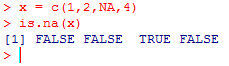 > x = c(1,2,NA,4)
> is.na(x)
[1] FALSE FALSE  TRUE FALSE
>